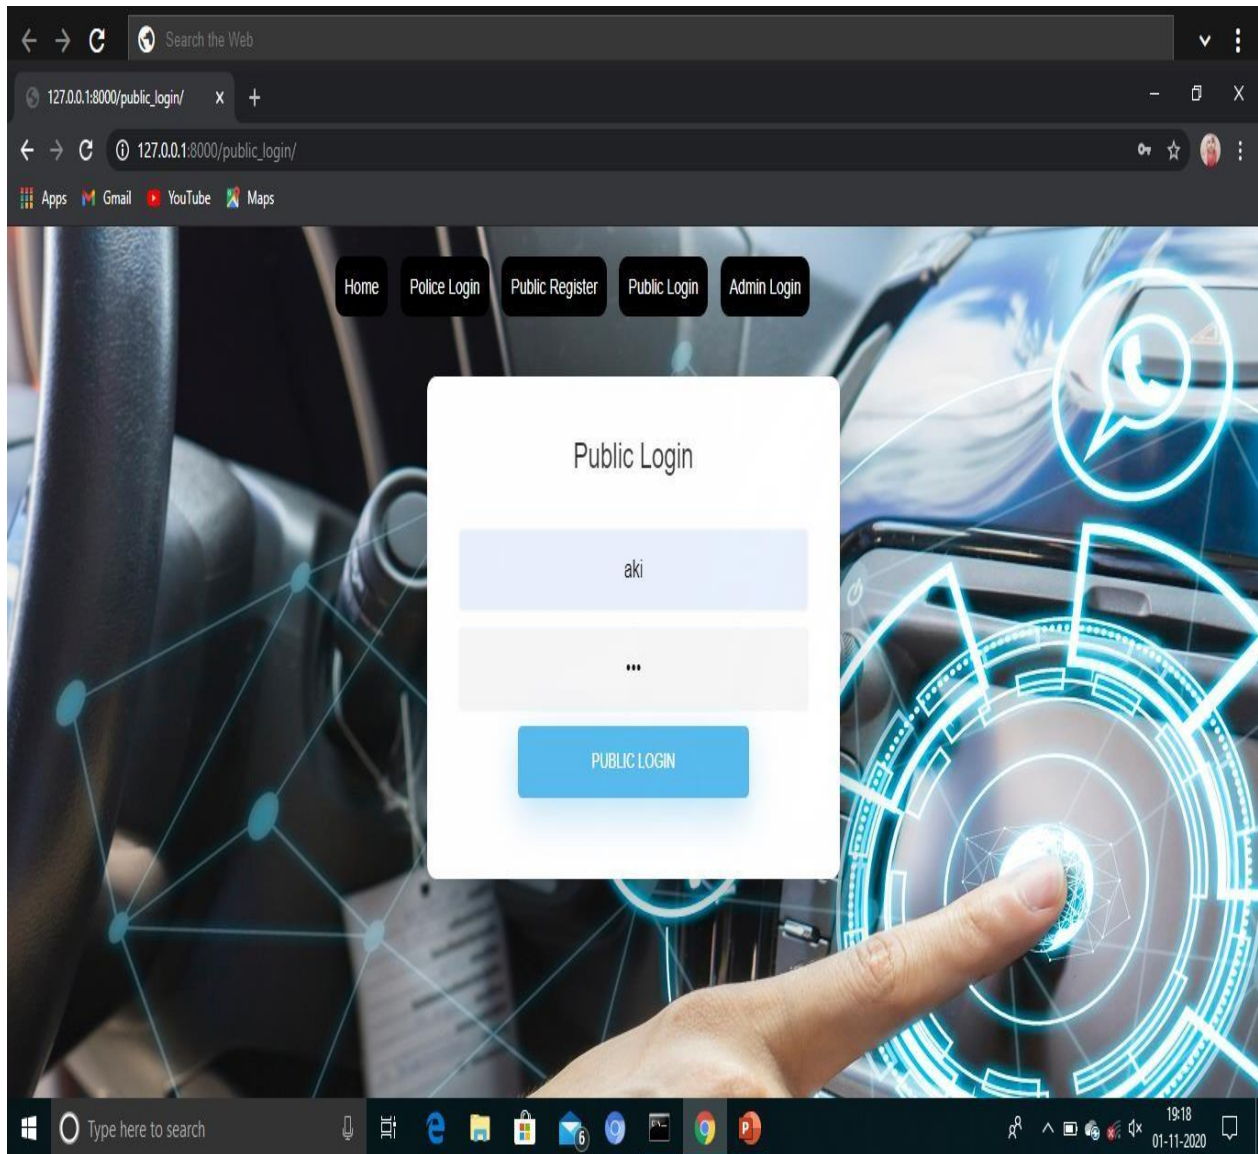 Search the Web
127.0.0.1:8000/public_login/
127.0.0.1:8000/public_login/
Apps Gmail YouTube Maps
Home Police Login Public Register Public Login Admin Login
Public Login
aki
•••
PUBLIC LOGIN
Type here to search
6
19:18
01-11-2020